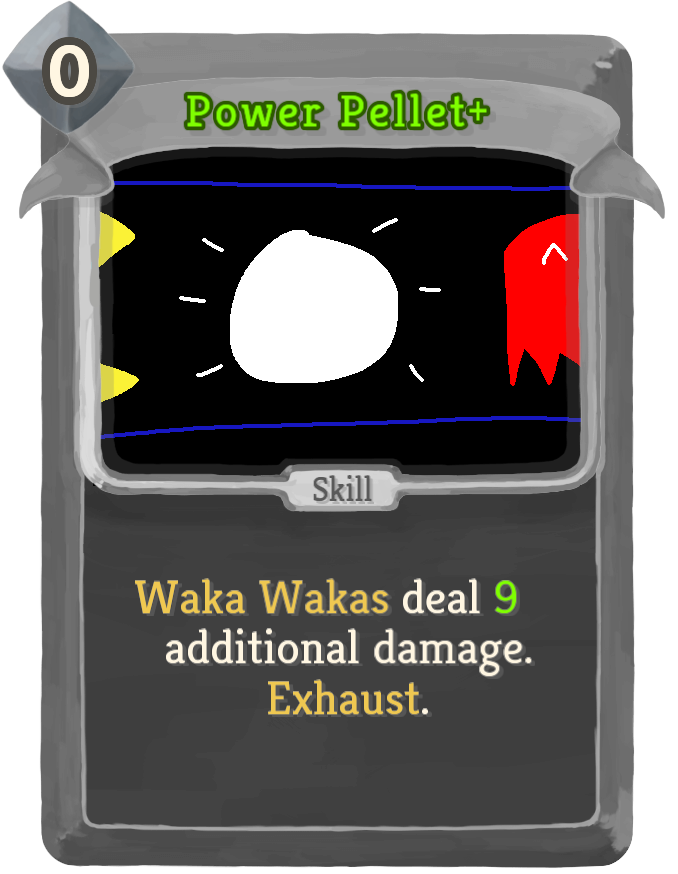 0
Power Pellet+
Skill
Waka Wakas deal 9
additional damage.
Exhaust.